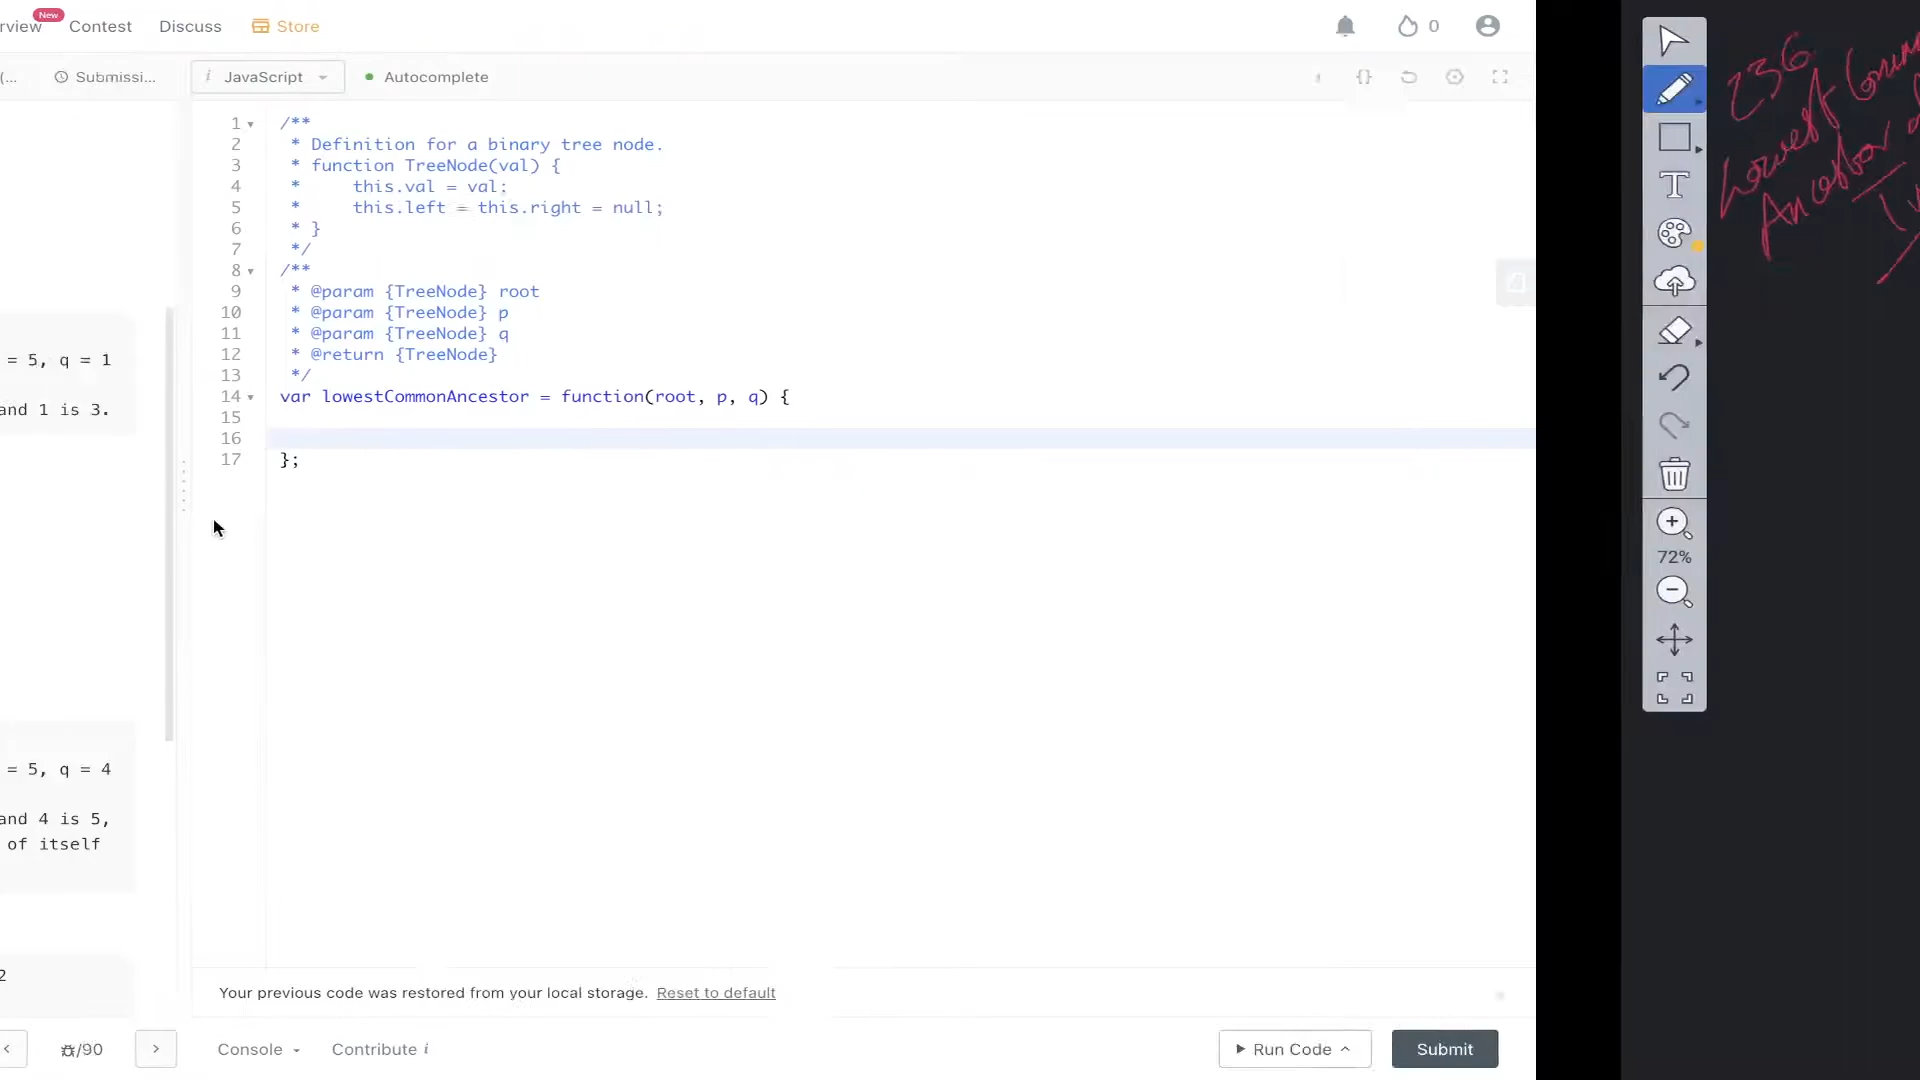 rview New Contest Discuss Store 0
(... Submissi... i JavaScript Autocomplete {}
1 /**
2 * Definition for a binary tree node.
3 * function TreeNode(val) {
4 *     this.val = val;
5 *     this.left = this.right = null;
6 * }
7 */
8 /**
9 * @param {TreeNode} root
10 * @param {TreeNode} p
11 * @param {TreeNode} q
12 * @return {TreeNode}
13 */
14 var lowestCommonAncestor = function(root, p, q) {
15
16
17 };
= 5, q = 1
and 1 is 3.
= 5, q = 4
and 4 is 5,
of itself
2
Your previous code was restored from your local storage. Reset to default
/90 Console Contribute i Run Code Submit
T
72%
236
Lowest
Ancestor